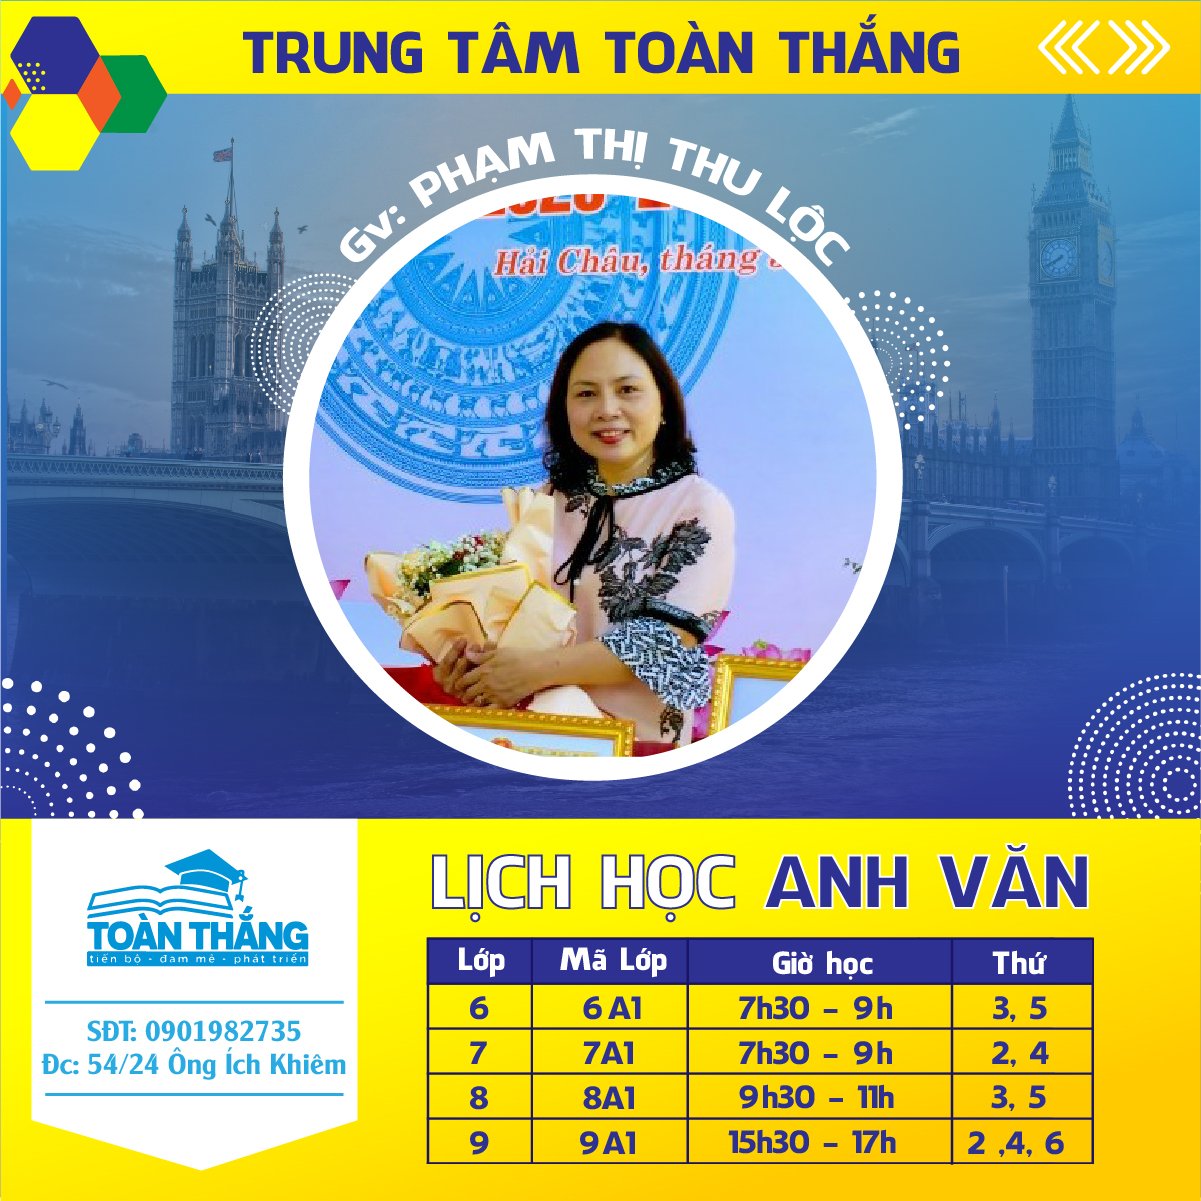 TRUNG TÂM TOÀN THẮNG
Gv: PHẠM THỊ THU LỘC
Hải Châu, tháng
TOÀN THẮNG
tiến bộ - đam mê - phát triển
SĐT: 0901982735
Đc: 54/24 Ông Ích Khiêm
LỊCH HỌC ANH VĂN
Lớp Mã Lớp Giờ học Thứ
6 6A1 7h30 - 9h 3, 5
7 7A1 7h30 - 9h 2, 4
8 8A1 9h30 - 11h 3, 5
9 9A1 15h30 - 17h 2 ,4, 6